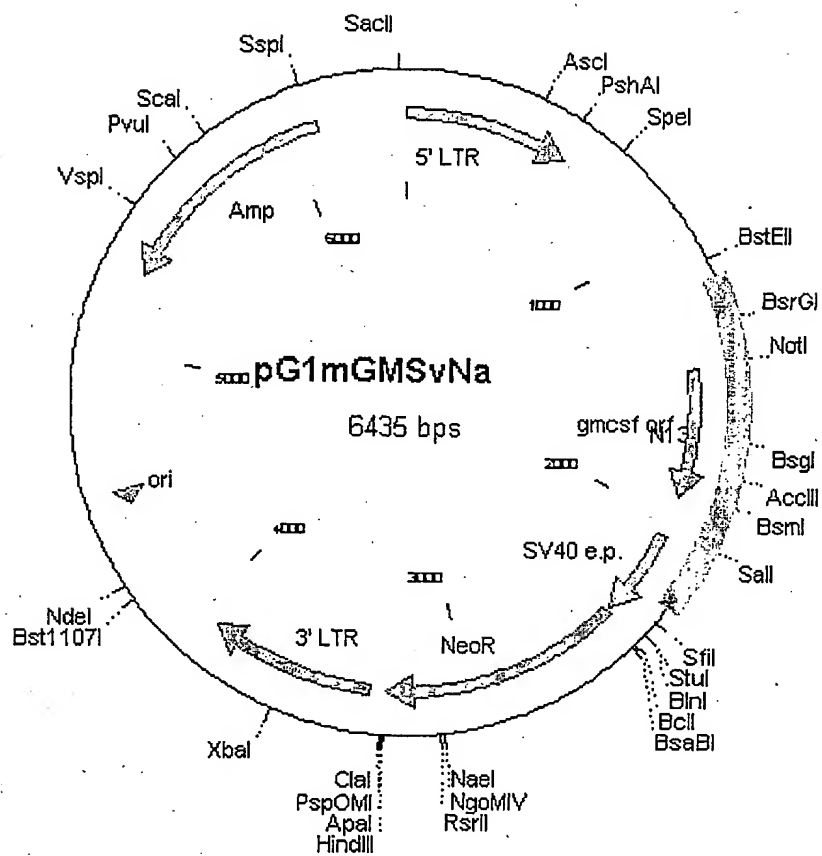 SacII
SspI
AscI
PshAI
ScaI
PvuI
SpeI
5' LTR
VspI
Amp
6000
BstEII
BsrGI
1000
NotI
5000
pG1mGMSvNa
6435 bps
gmcsf orf
N13
BsgI
2000
AccIII
ori
BsmI
4000
SV40 e.p.
SalI
3000
NdeI
Bst1107I
3' LTR
NeoR
SfiI
StuI
BlnI
BclI
BsaBI
XbaI
ClaI
PspOMI
ApaI
HindIII
NaeI
NgoMIV
RsrII